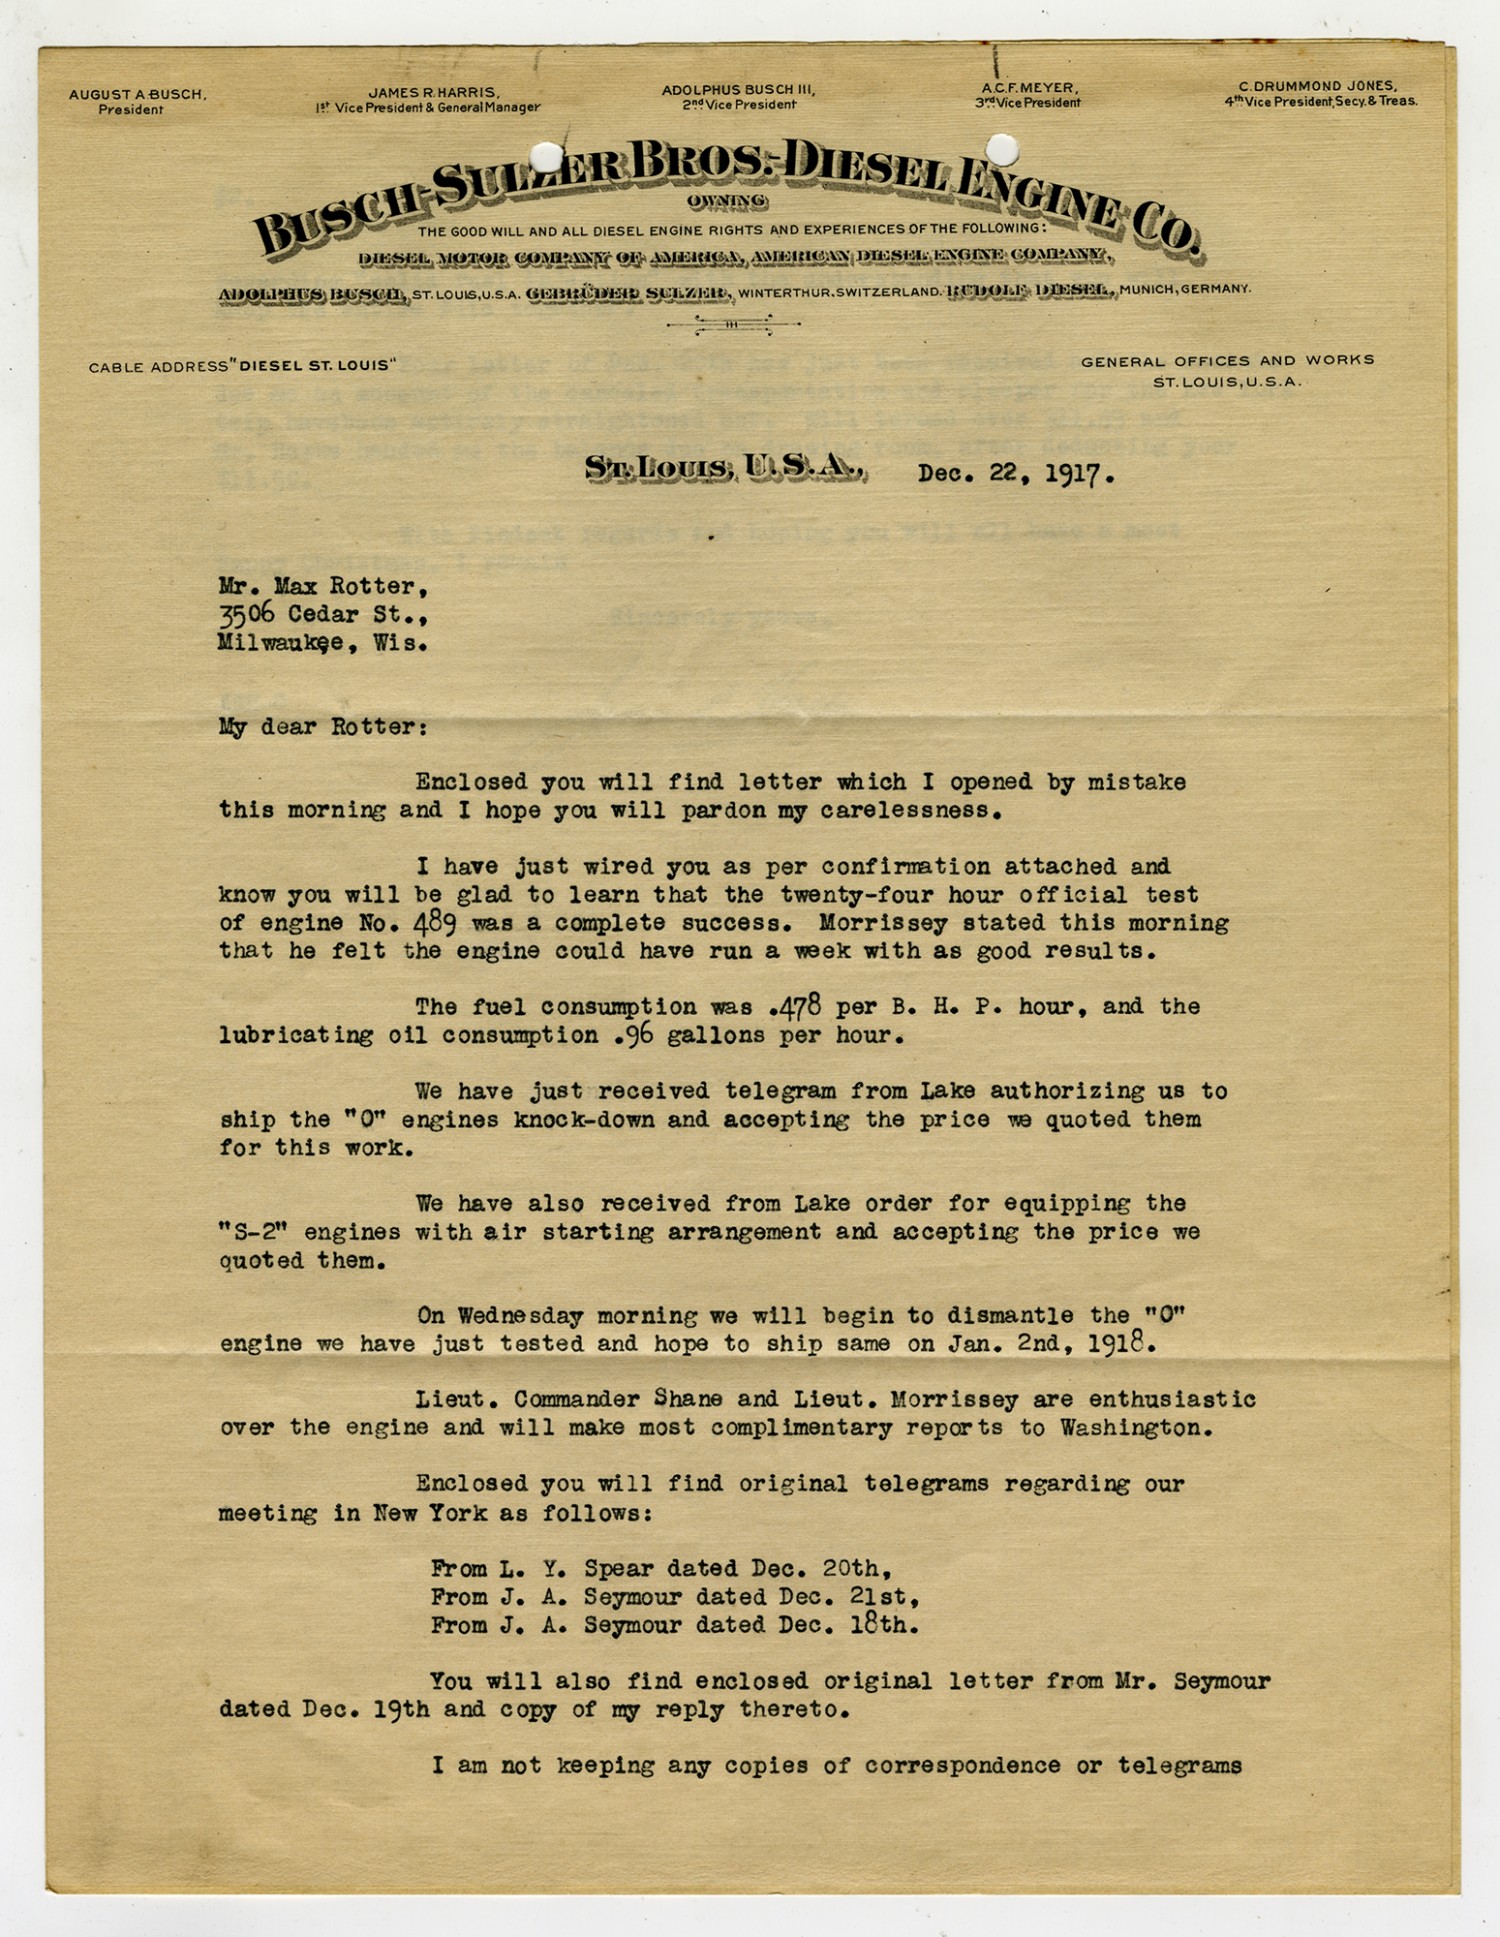 AUGUST A. BUSCH,
President
JAMES R. HARRIS,
1st Vice President & General Manager
ADOLPHUS BUSCH III,
2nd Vice President
A.C.F. MEYER,
3rd Vice President
C. DRUMMOND JONES,
4th Vice President, Secy. & Treas.
BUSCH-SULZER BROS.-DIESEL ENGINE CO.
OWNING
THE GOOD WILL AND ALL DIESEL ENGINE RIGHTS AND EXPERIENCES OF THE FOLLOWING:
DIESEL MOTOR COMPANY OF AMERICA, AMERICAN DIESEL ENGINE COMPANY,
ADOLPHUS BUSCH, ST. LOUIS, U.S.A. GEBRÜDER SULZER, WINTERTHUR, SWITZERLAND. RUDOLF DIESEL, MUNICH, GERMANY.
CABLE ADDRESS "DIESEL ST. LOUIS"
GENERAL OFFICES AND WORKS
ST. LOUIS, U.S.A.
ST. LOUIS, U.S.A., Dec. 22, 1917.
Mr. Max Rotter,
3506 Cedar St.,
Milwaukee, Wis.
My dear Rotter:
Enclosed you will find letter which I opened by mistake
this morning and I hope you will pardon my carelessness.
I have just wired you as per confirmation attached and
know you will be glad to learn that the twenty-four hour official test
of engine No. 489 was a complete success. Morrissey stated this morning
that he felt the engine could have run a week with as good results.
The fuel consumption was .478 per B. H. P. hour, and the
lubricating oil consumption .96 gallons per hour.
We have just received telegram from Lake authorizing us to
ship the "O" engines knock-down and accepting the price we quoted them
for this work.
We have also received from Lake order for equipping the
"S-2" engines with air starting arrangement and accepting the price we
quoted them.
On Wednesday morning we will begin to dismantle the "O"
engine we have just tested and hope to ship same on Jan. 2nd, 1918.
Lieut. Commander Shane and Lieut. Morrissey are enthusiastic
over the engine and will make most complimentary reports to Washington.
Enclosed you will find original telegrams regarding our
meeting in New York as follows:
From L. Y. Spear dated Dec. 20th,
From J. A. Seymour dated Dec. 21st,
From J. A. Seymour dated Dec. 18th.
You will also find enclosed original letter from Mr. Seymour
dated Dec. 19th and copy of my reply thereto.
I am not keeping any copies of correspondence or telegrams